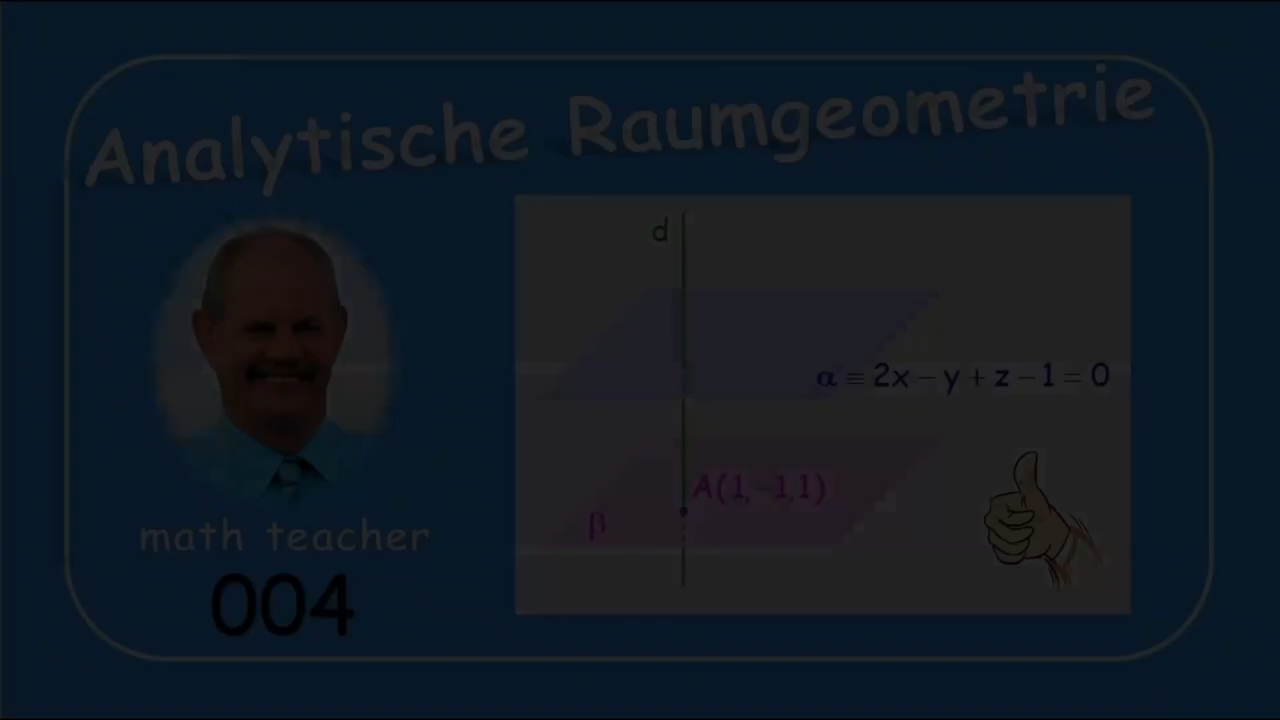 Analytische Raumgeometrie
d
α ≡ 2x − y + z − 1 = 0
A(1,−1,1)
β
math teacher
004